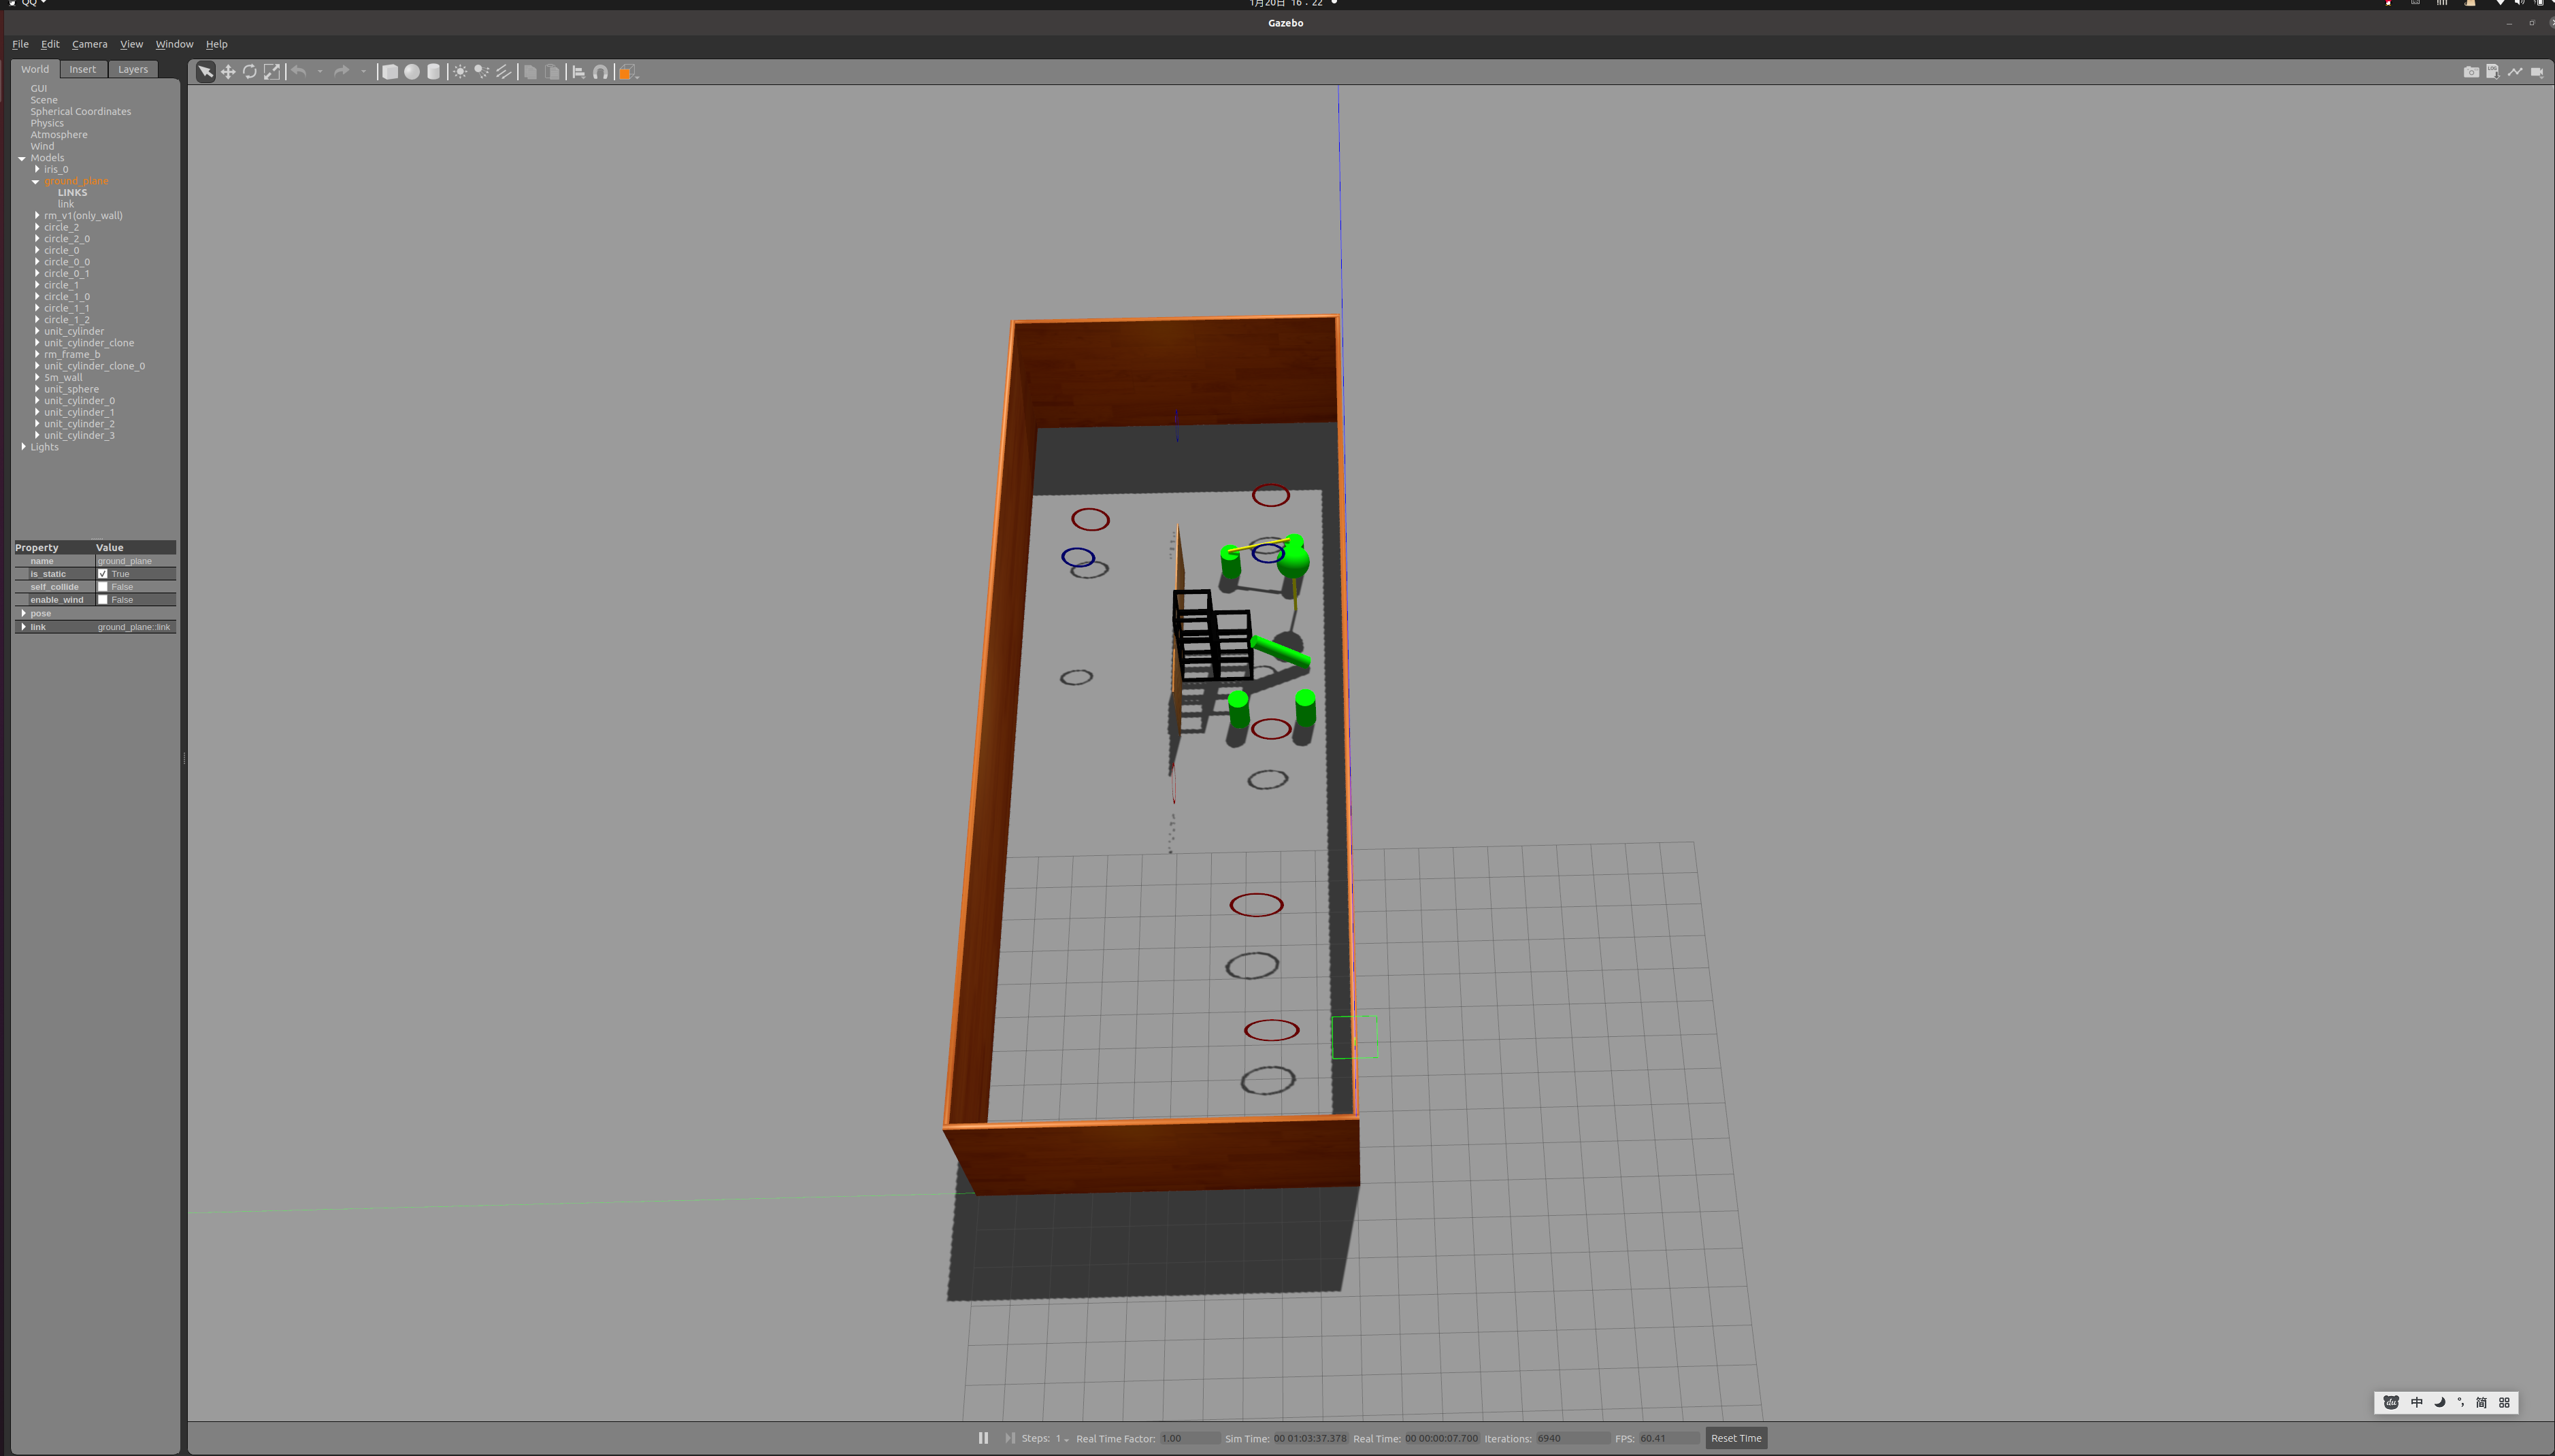 QQ
1月20日 16：22
Gazebo
File Edit Camera View Window Help
World Insert Layers
GUI
Scene
Spherical Coordinates
Physics
Atmosphere
Wind
Models
iris_0
ground_plane
LINKS
link
rm_v1(only_wall)
circle_2
circle_2_0
circle_0
circle_0_0
circle_0_1
circle_1
circle_1_0
circle_1_1
circle_1_2
unit_cylinder
unit_cylinder_clone
rm_frame_b
unit_cylinder_clone_0
5m_wall
unit_sphere
unit_cylinder_0
unit_cylinder_1
unit_cylinder_2
unit_cylinder_3
Lights
Property Value
name ground_plane
is_static True
self_collide False
enable_wind False
pose
link ground_plane::link
LOG
du 中 简
Steps: 1 Real Time Factor: 1.00 Sim Time: 00 01:03:37.378 Real Time: 00 00:00:07.700 Iterations: 6940 FPS: 60.41 Reset Time